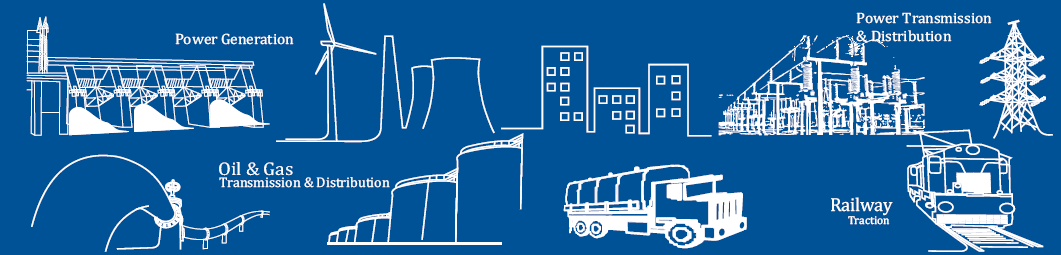 Power Generation
Power Transmission
& Distribution
Oil & Gas
Transmission & Distribution
Railway
Traction